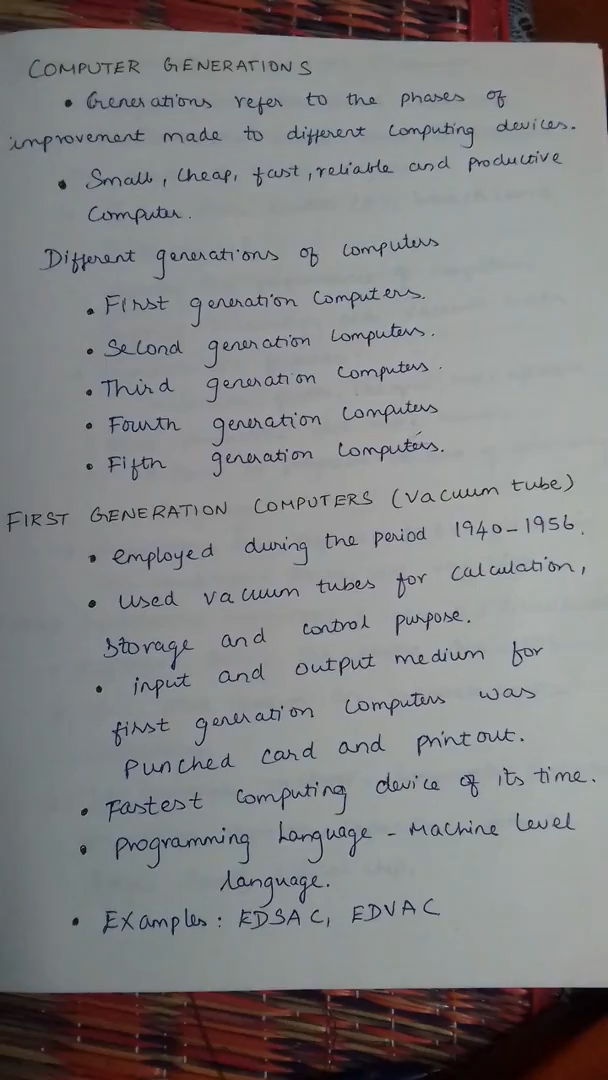 COMPUTER GENERATIONS
• Generations refer to the phases of
improvement made to different computing devices.
• Small, cheap, fast, reliable and productive
computer.
Different generations of computers
• First generation computers.
• Second generation computers.
• Third generation computers.
• Fourth generation computers
• Fifth generation computers.
FIRST GENERATION COMPUTERS (Vacuum tube)
• employed during the period 1940-1956.
• used vacuum tubes for calculation,
storage and control purpose.
• input and output medium for
first generation computers was
punched card and printout.
• Fastest computing device of its time.
• programming language - Machine level
language.
• Examples: EDSAC, EDVAC